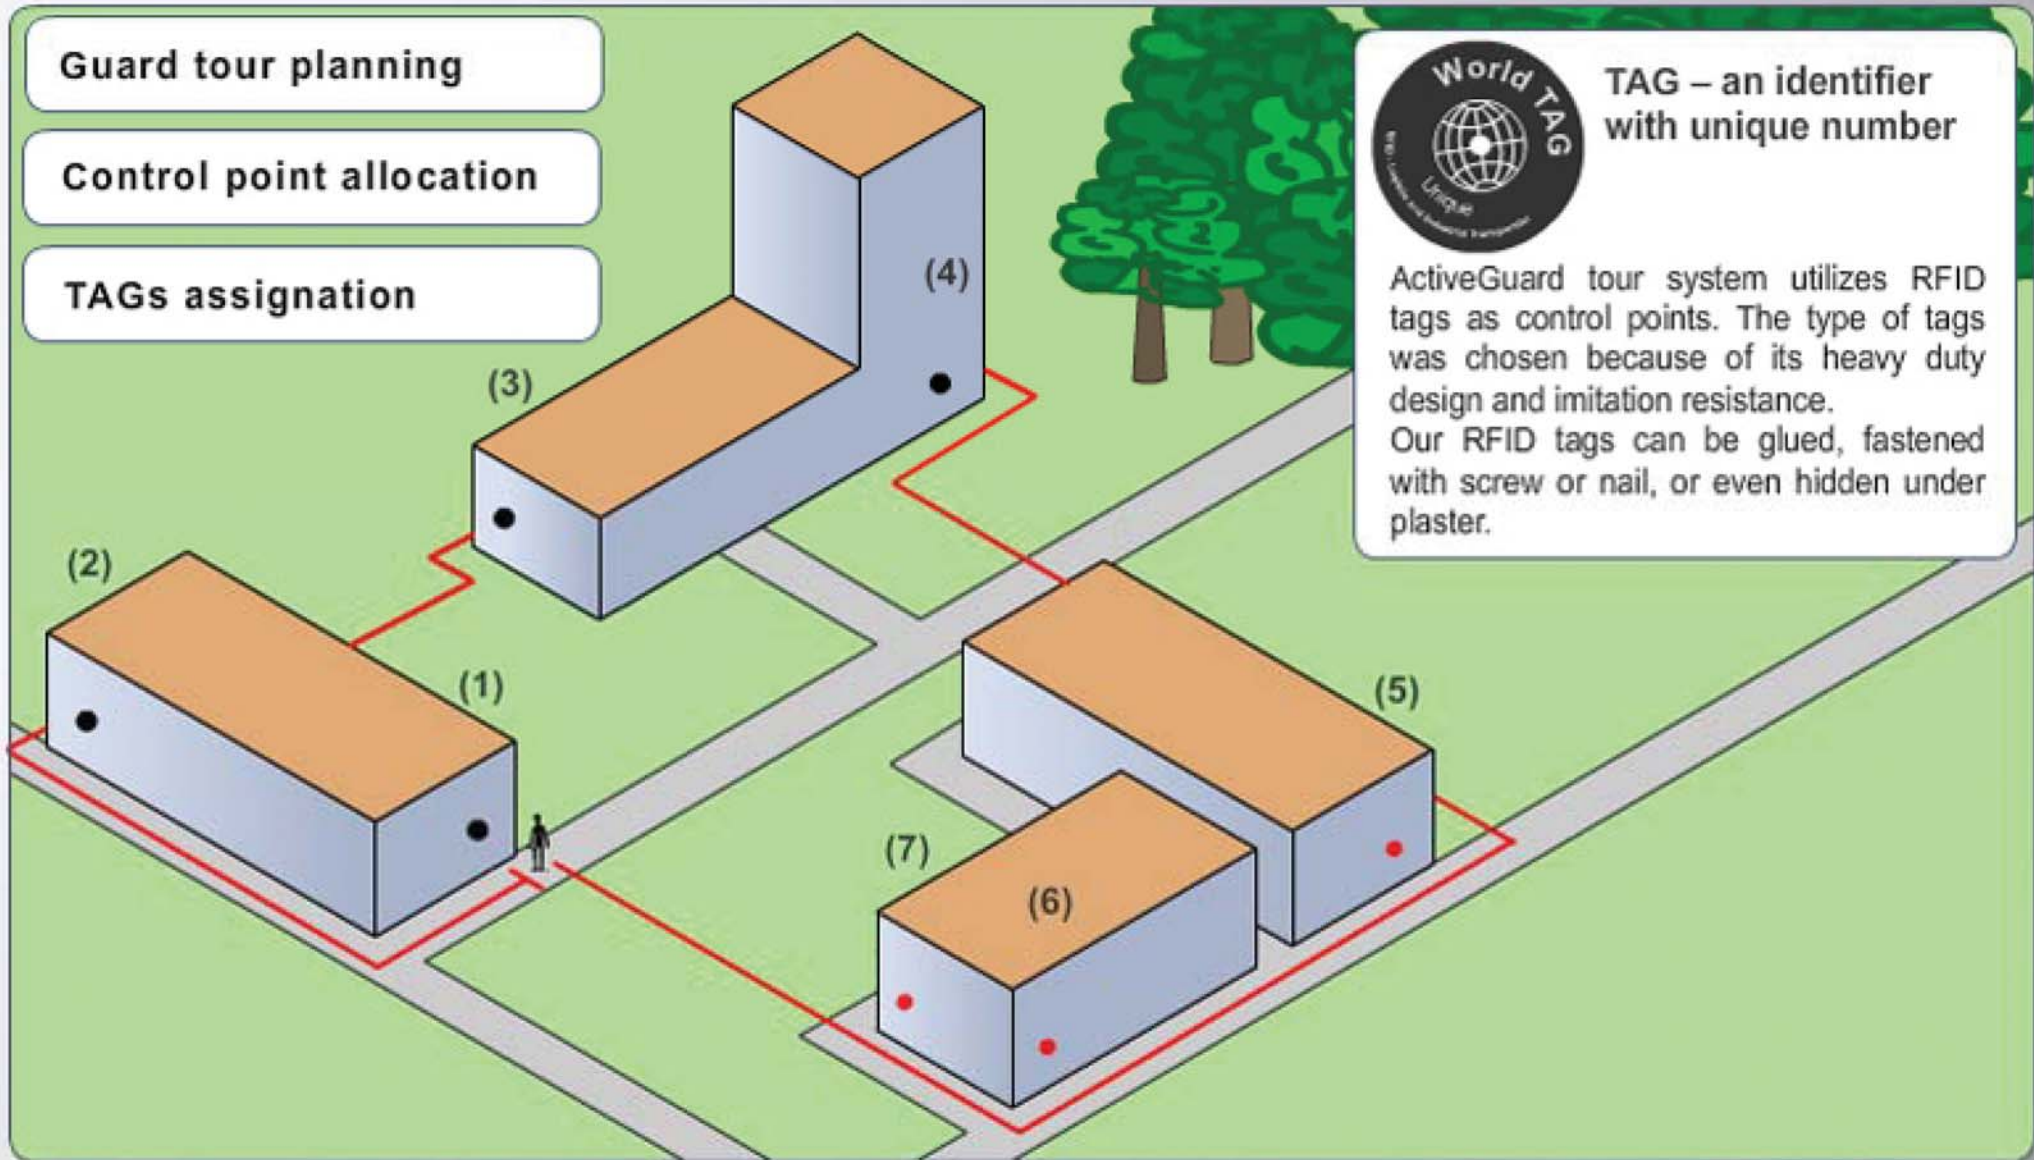 Guard tour planning
Control point allocation
TAGs assignation
(1)
(2)
(3)
(4)
(5)
(6)
(7)
World TAG
Unique
TAG – an identifier
with unique number
ActiveGuard tour system utilizes RFID
tags as control points. The type of tags
was chosen because of its heavy duty
design and imitation resistance.
Our RFID tags can be glued, fastened
with screw or nail, or even hidden under
plaster.